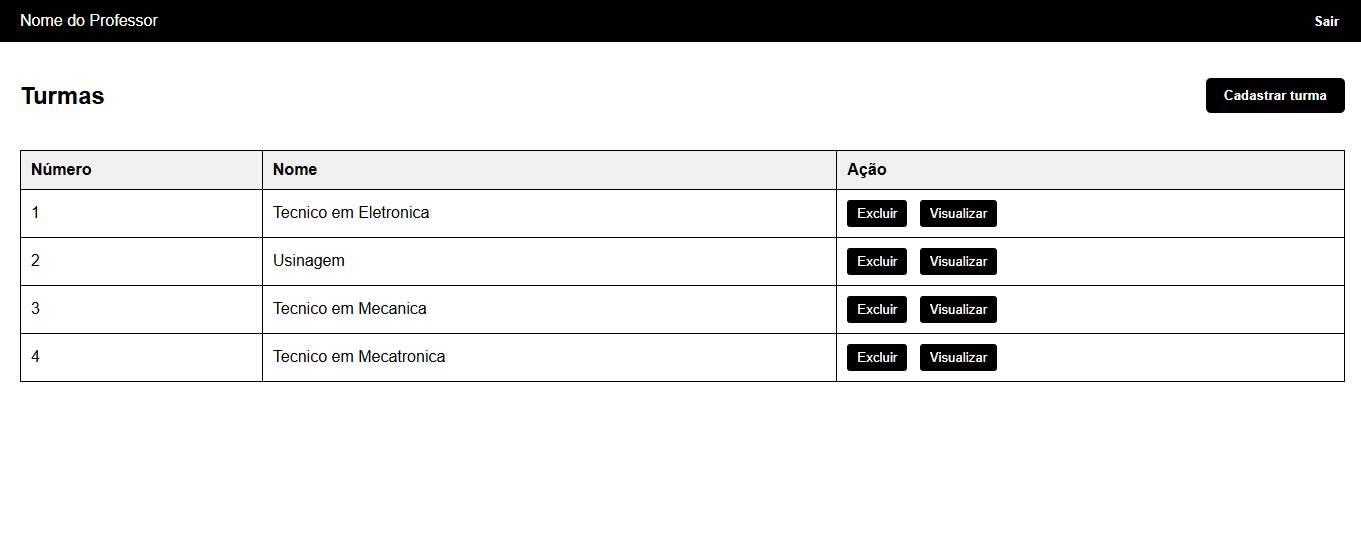 Nome do Professor Sair
Turmas Cadastrar turma
Número Nome Ação
1 Tecnico em Eletronica Excluir Visualizar
2 Usinagem Excluir Visualizar
3 Tecnico em Mecanica Excluir Visualizar
4 Tecnico em Mecatronica Excluir Visualizar